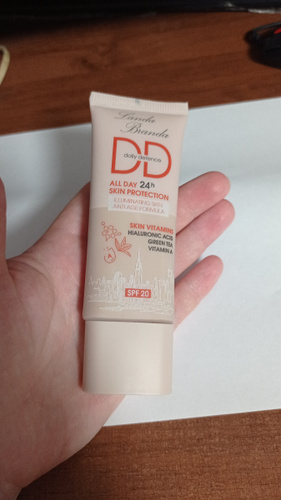 Landa
Branda
DD
daily defence
ALL DAY 24h
SKIN PROTECTION
ILLUMINATING SKIN
ANTI-AGE FORMULA
SKIN VITAMINS
HIALURONIC ACID
GREEN TEA
VITAMIN A
A
SPF 20